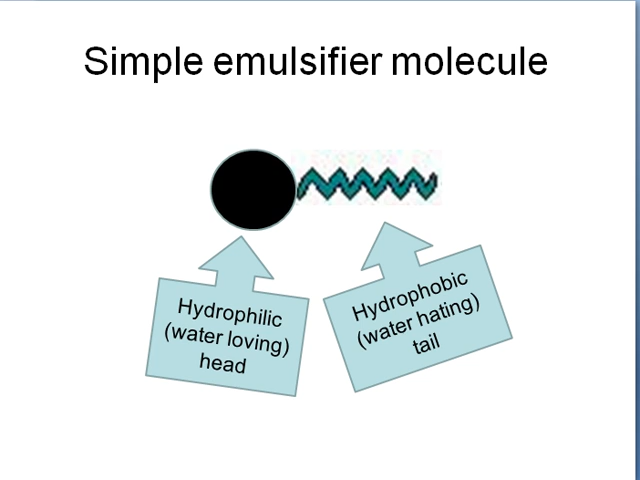 Simple emulsifier molecule
Hydrophilic
(water loving)
head
Hydrophobic
(water hating)
tail